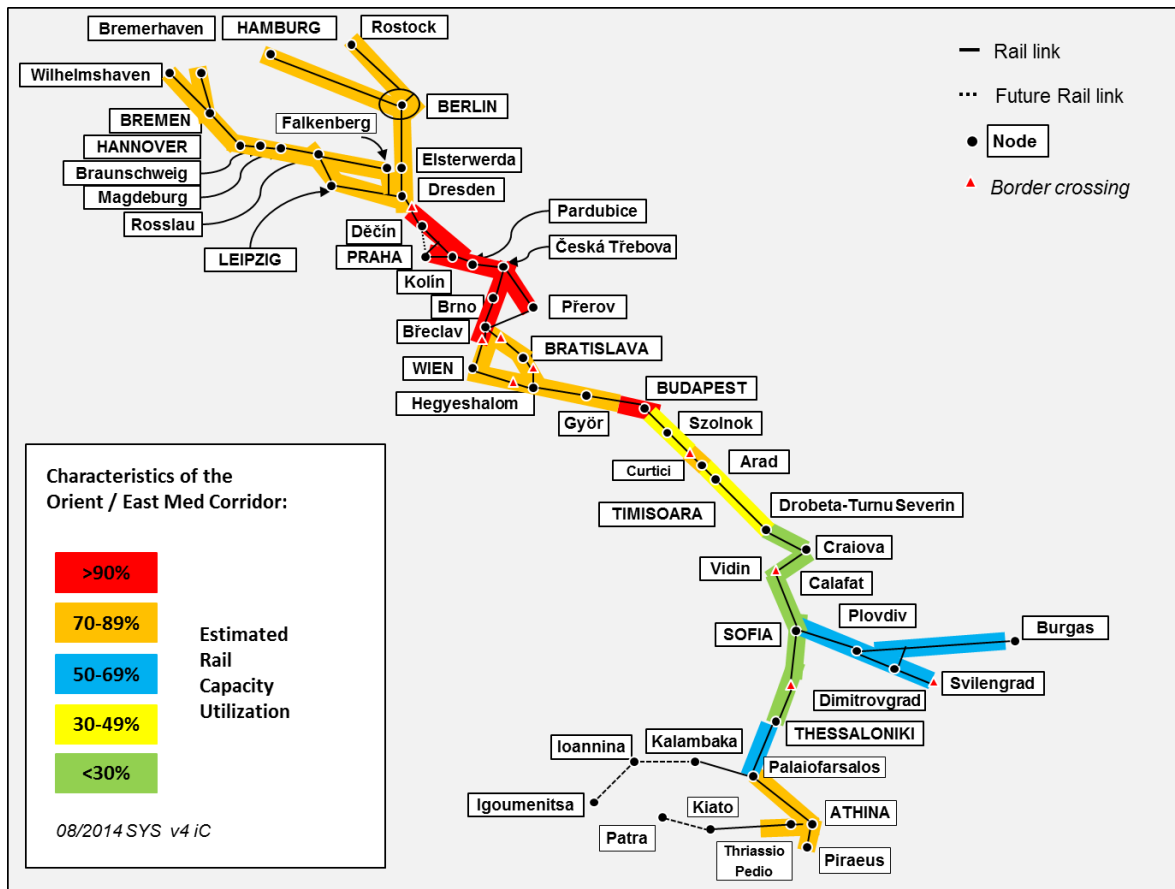 Bremerhaven
HAMBURG
Rostock
Rail link
Wilhelmshaven
Future Rail link
BERLIN
BREMEN
Falkenberg
Node
HANNOVER
Elsterwerda
Braunschweig
Dresden
Border crossing
Magdeburg
Rosslau
Pardubice
Děčín
LEIPZIG
PRAHA
Česká Třebova
Kolín
Brno
Přerov
Břeclav
BRATISLAVA
WIEN
BUDAPEST
Hegyeshalom
Györ
Szolnok
Curtici
Arad
Characteristics of the
Orient / East Med Corridor:
TIMISOARA
Drobeta-Turnu Severin
Craiova
Vidin
Calafat
>90%
70-89%
50-69%
30-49%
<30%
Estimated
Rail
Capacity
Utilization
Plovdiv
SOFIA
Burgas
Svilengrad
Dimitrovgrad
THESSALONIKI
Kalambaka
Ioannina
Palaiofarsalos
Igoumenitsa
Kiato
ATHINA
Patra
Thriassio
Pedio
Piraeus
08/2014 SYS v4 iC